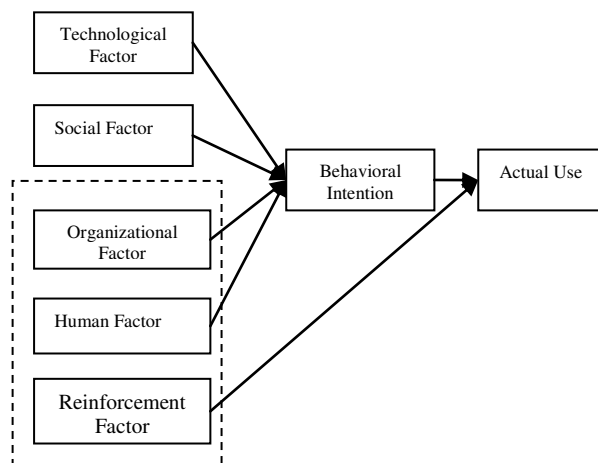 Technological
Factor
Social Factor
Behavioral
Intention
Actual Use
Organizational
Factor
Human Factor
Reinforcement
Factor